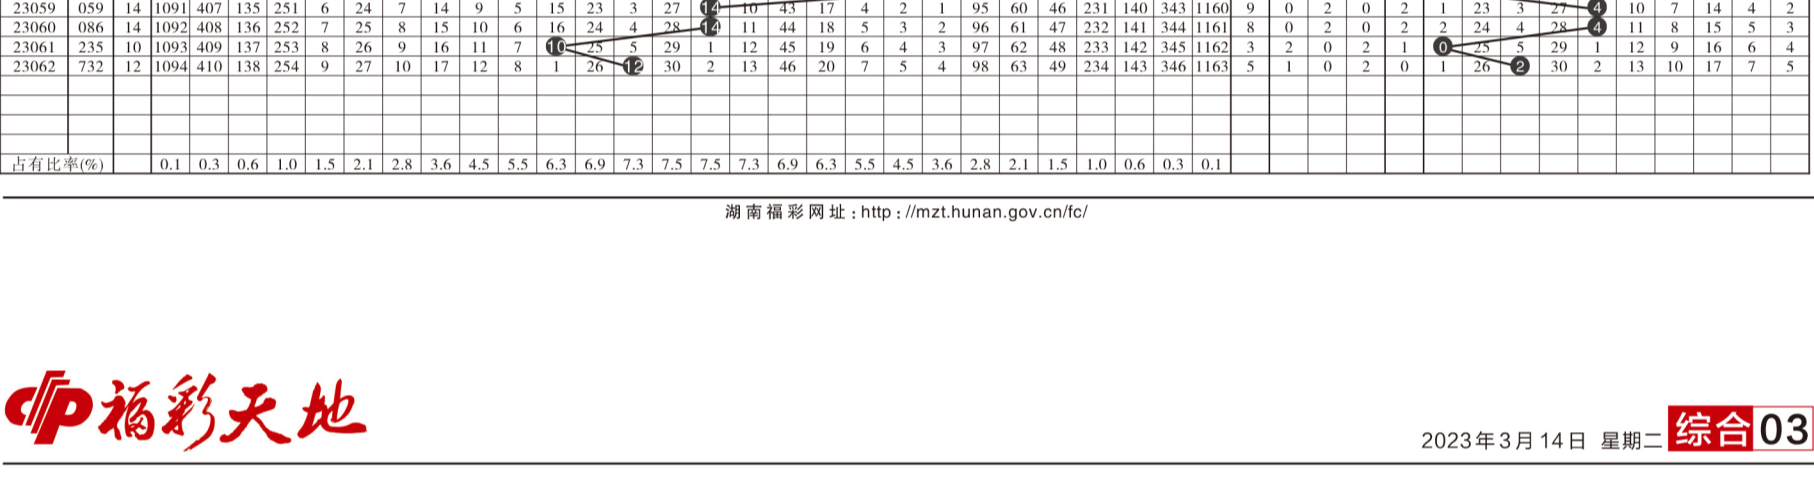 23059 059 14 1091 407 135 251 6 24 7 14 9 5 15 23 3 27 14 10 43 17 4 2 1 95 60 46 231 140 343 1160 9 0 2 0 2 1 23 3 27 4 10 7 14 4 2
23060 086 14 1092 408 136 252 7 25 8 15 10 6 16 24 4 28 14 11 44 18 5 3 2 96 61 47 232 141 344 1161 8 0 2 0 2 2 24 4 28 4 11 8 15 5 3
23061 235 10 1093 409 137 253 8 26 9 16 11 7 10 25 5 29 1 12 45 19 6 4 3 97 62 48 233 142 345 1162 3 2 0 2 1 0 25 5 29 1 12 9 16 6 4
23062 732 12 1094 410 138 254 9 27 10 17 12 8 1 26 12 30 2 13 46 20 7 5 4 98 63 49 234 143 346 1163 5 1 0 2 0 1 26 2 30 2 13 10 17 7 5
占有比率(%) 0.1 0.3 0.6 1.0 1.5 2.1 2.8 3.6 4.5 5.5 6.3 6.9 7.3 7.5 7.5 7.3 6.9 6.3 5.5 4.5 3.6 2.8 2.1 1.5 1.0 0.6 0.3 0.1
湖南福彩网址:http://mzt.hunan.gov.cn/fc/
福彩天地
2023年3月14日 星期二 综合03